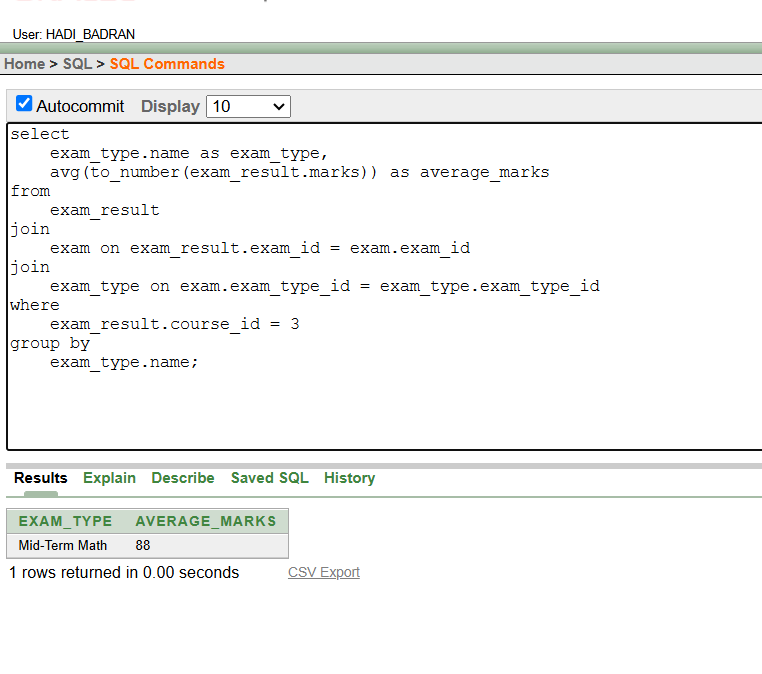 User: HADI_BADRAN
Home > SQL > SQL Commands
Autocommit Display 10
select
exam_type.name as exam_type,
avg(to_number(exam_result.marks)) as average_marks
from
exam_result
join
exam on exam_result.exam_id = exam.exam_id
join
exam_type on exam.exam_type_id = exam_type.exam_type_id
where
exam_result.course_id = 3
group by
exam_type.name;
Results Explain Describe Saved SQL History
EXAM_TYPE AVERAGE_MARKS
Mid-Term Math 88
1 rows returned in 0.00 seconds CSV Export